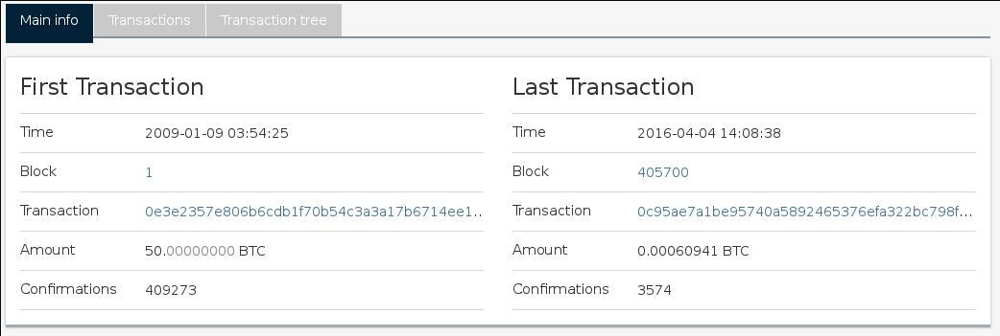 Main info Transactions Transaction tree
First Transaction
Time 2009-01-09 03:54:25
Block 1
Transaction 0e3e2357e806b6cdb1f70b54c3a3a17b6714ee1...
Amount 50.00000000 BTC
Confirmations 409273
Last Transaction
Time 2016-04-04 14:08:38
Block 405700
Transaction 0c95ae7a1be95740a5892465376efa322bc798f...
Amount 0.00060941 BTC
Confirmations 3574